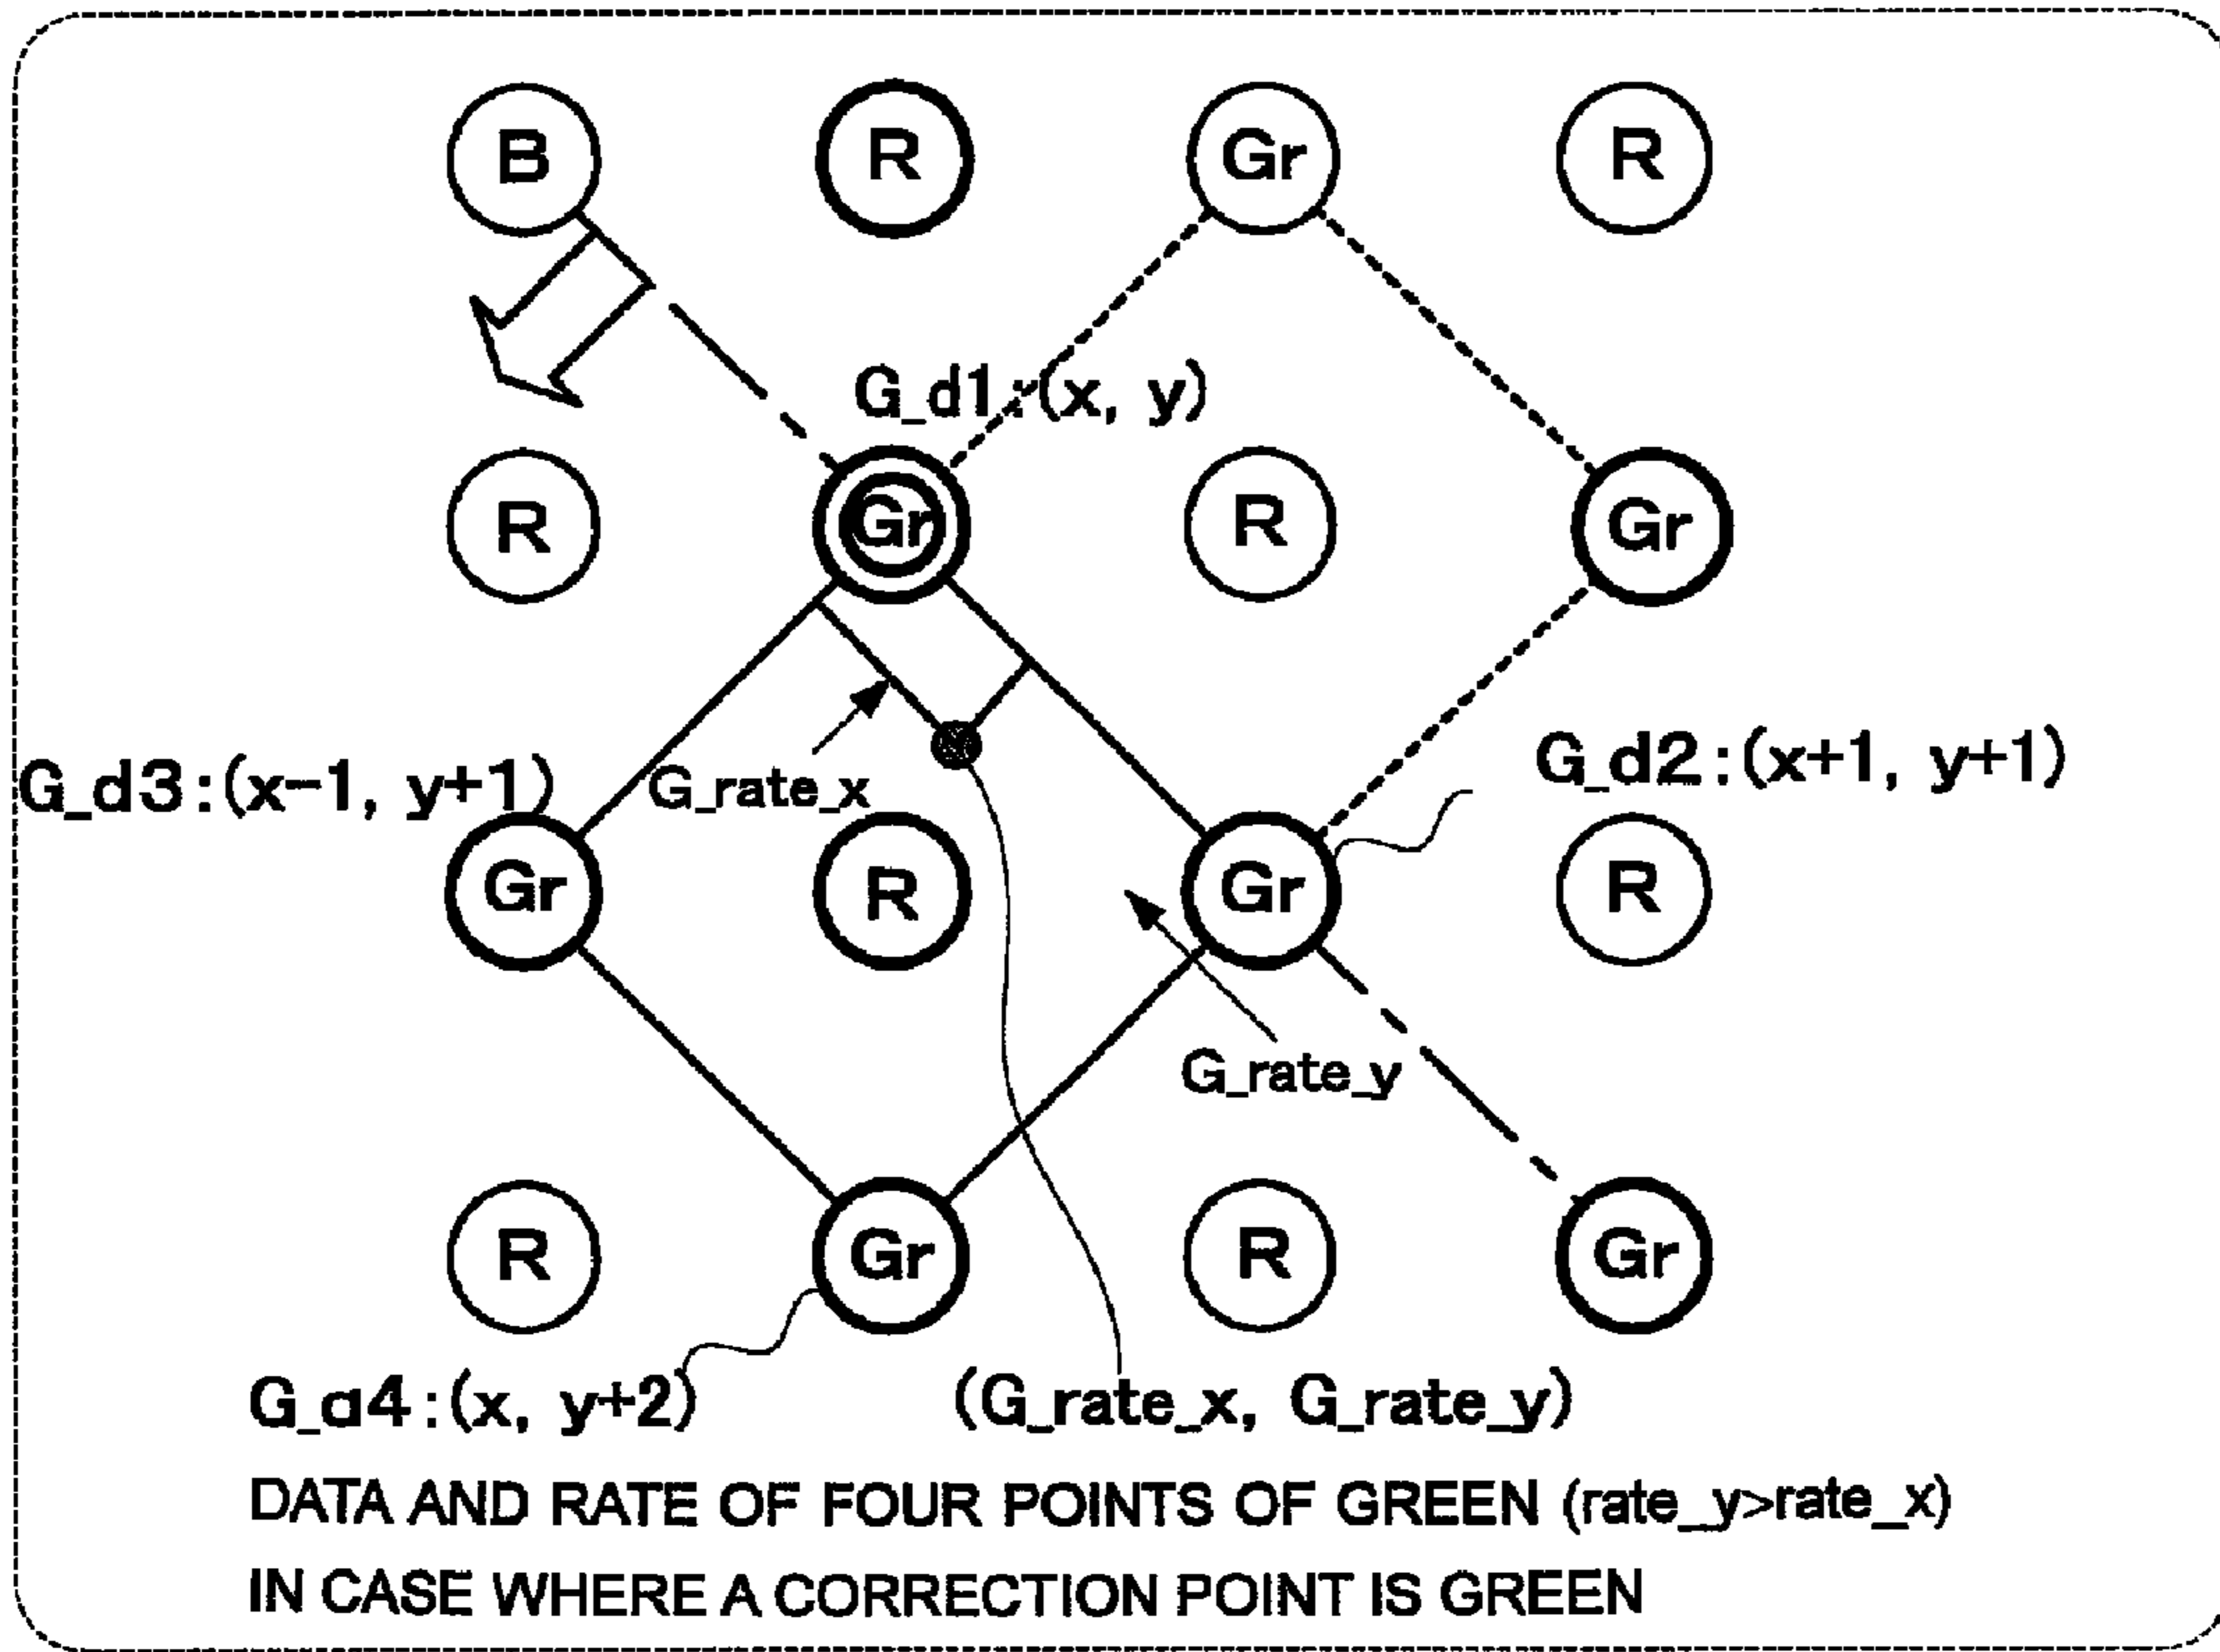 B R Gr R
G_d1:(x, y)
R Gr R Gr
G_d3:(x-1, y+1)
G_rate_x
G_d2:(x+1, y+1)
Gr R Gr R
G_rate_y
R Gr R Gr
G_d4:(x, y+2)
(G_rate_x, G_rate_y)
DATA AND RATE OF FOUR POINTS OF GREEN (rate_y>rate_x)
IN CASE WHERE A CORRECTION POINT IS GREEN